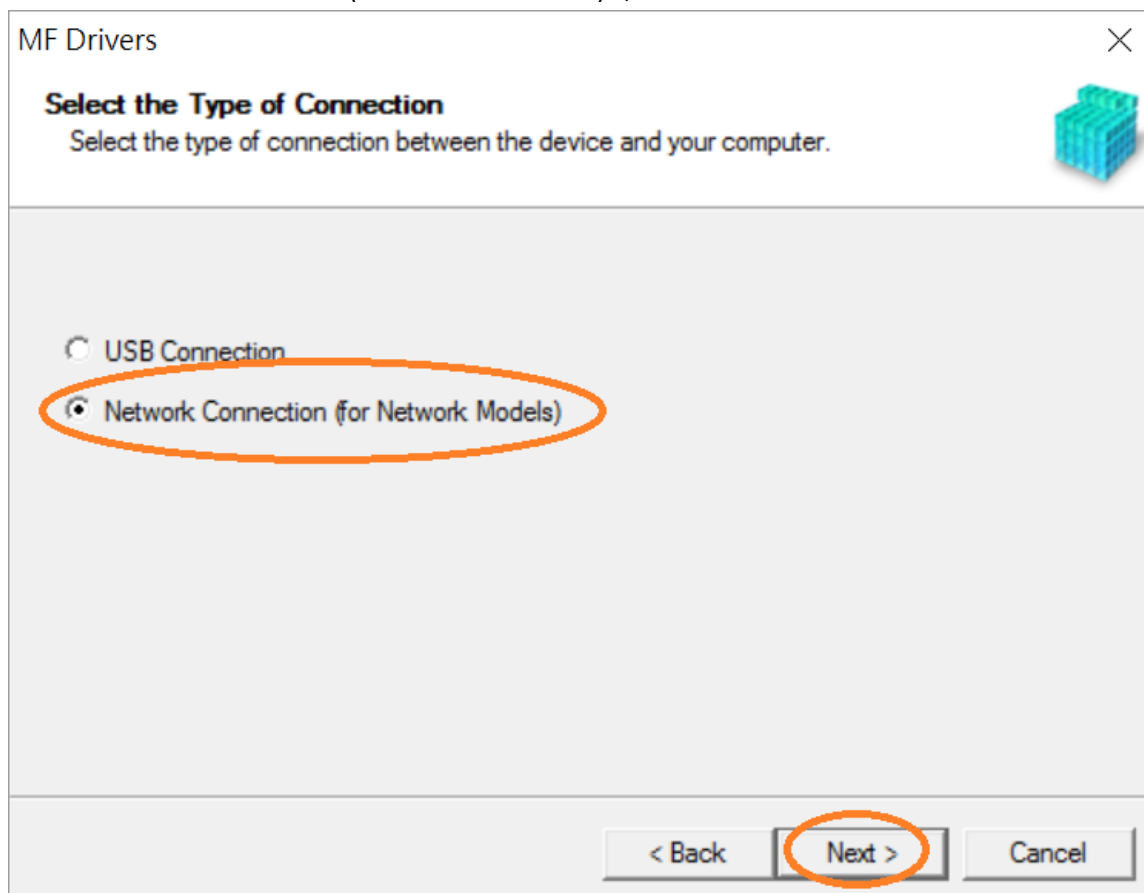 MF Drivers
Select the Type of Connection
Select the type of connection between the device and your computer.
USB Connection
Network Connection (for Network Models)
< Back Next > Cancel